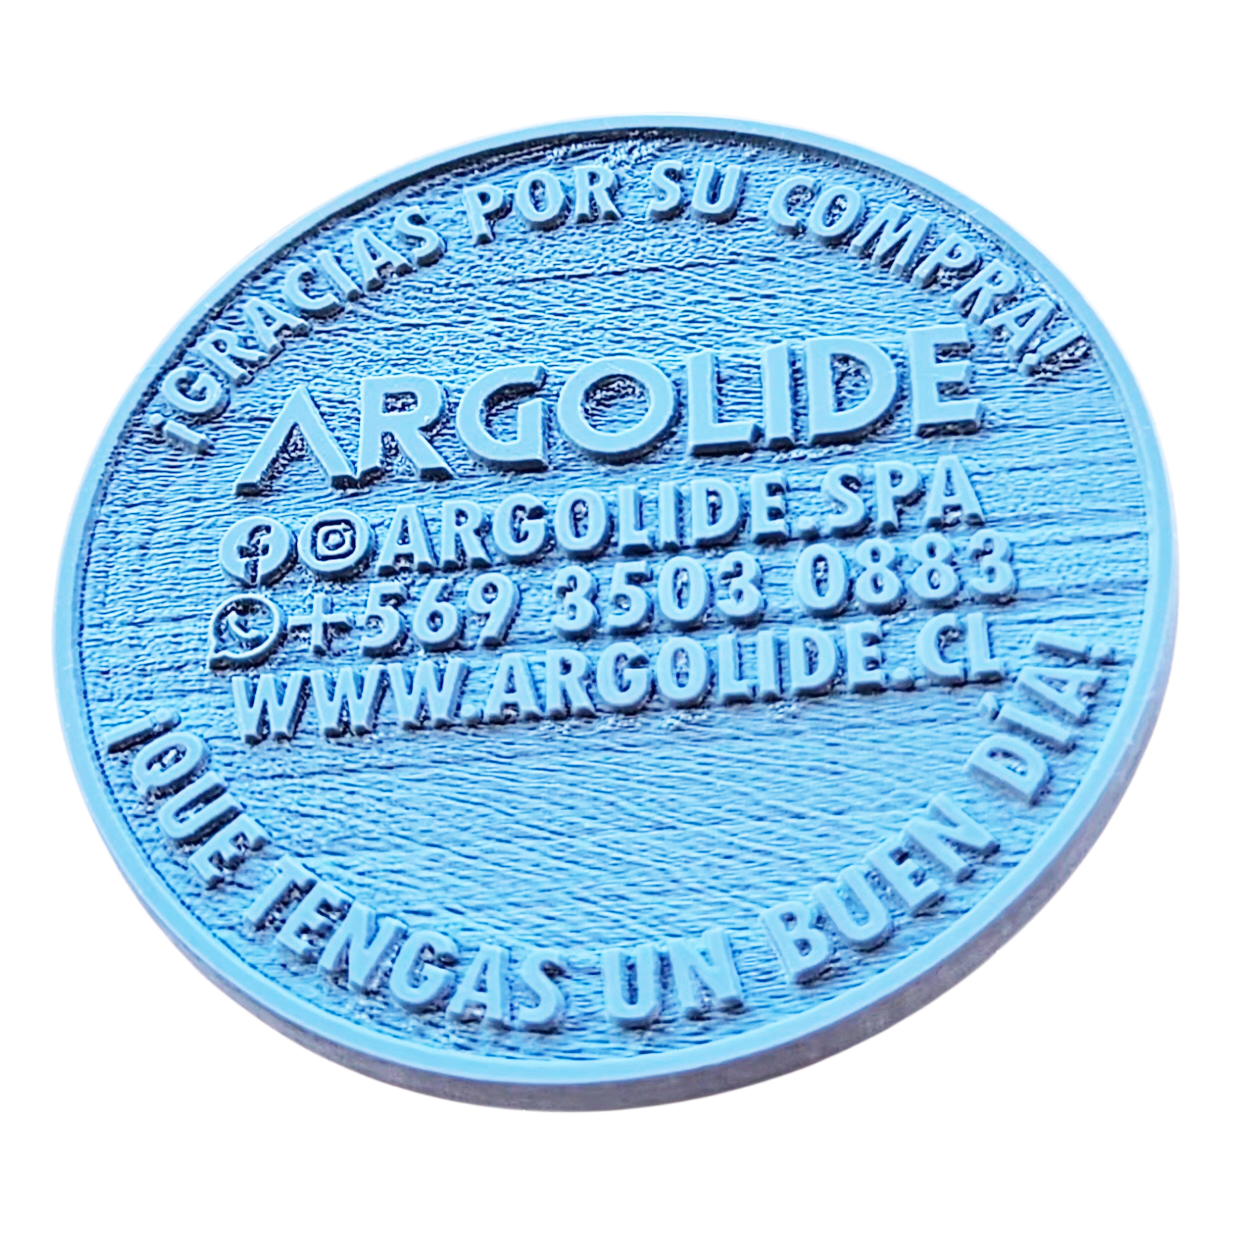 ¡GRACIAS POR SU COMPRA!
ARGOLIDE
ARGOLIDE.SPA
+569 3503 0883
WWW.ARGOLIDE.CL
¡QUE TENGAS UN BUEN DÍA!